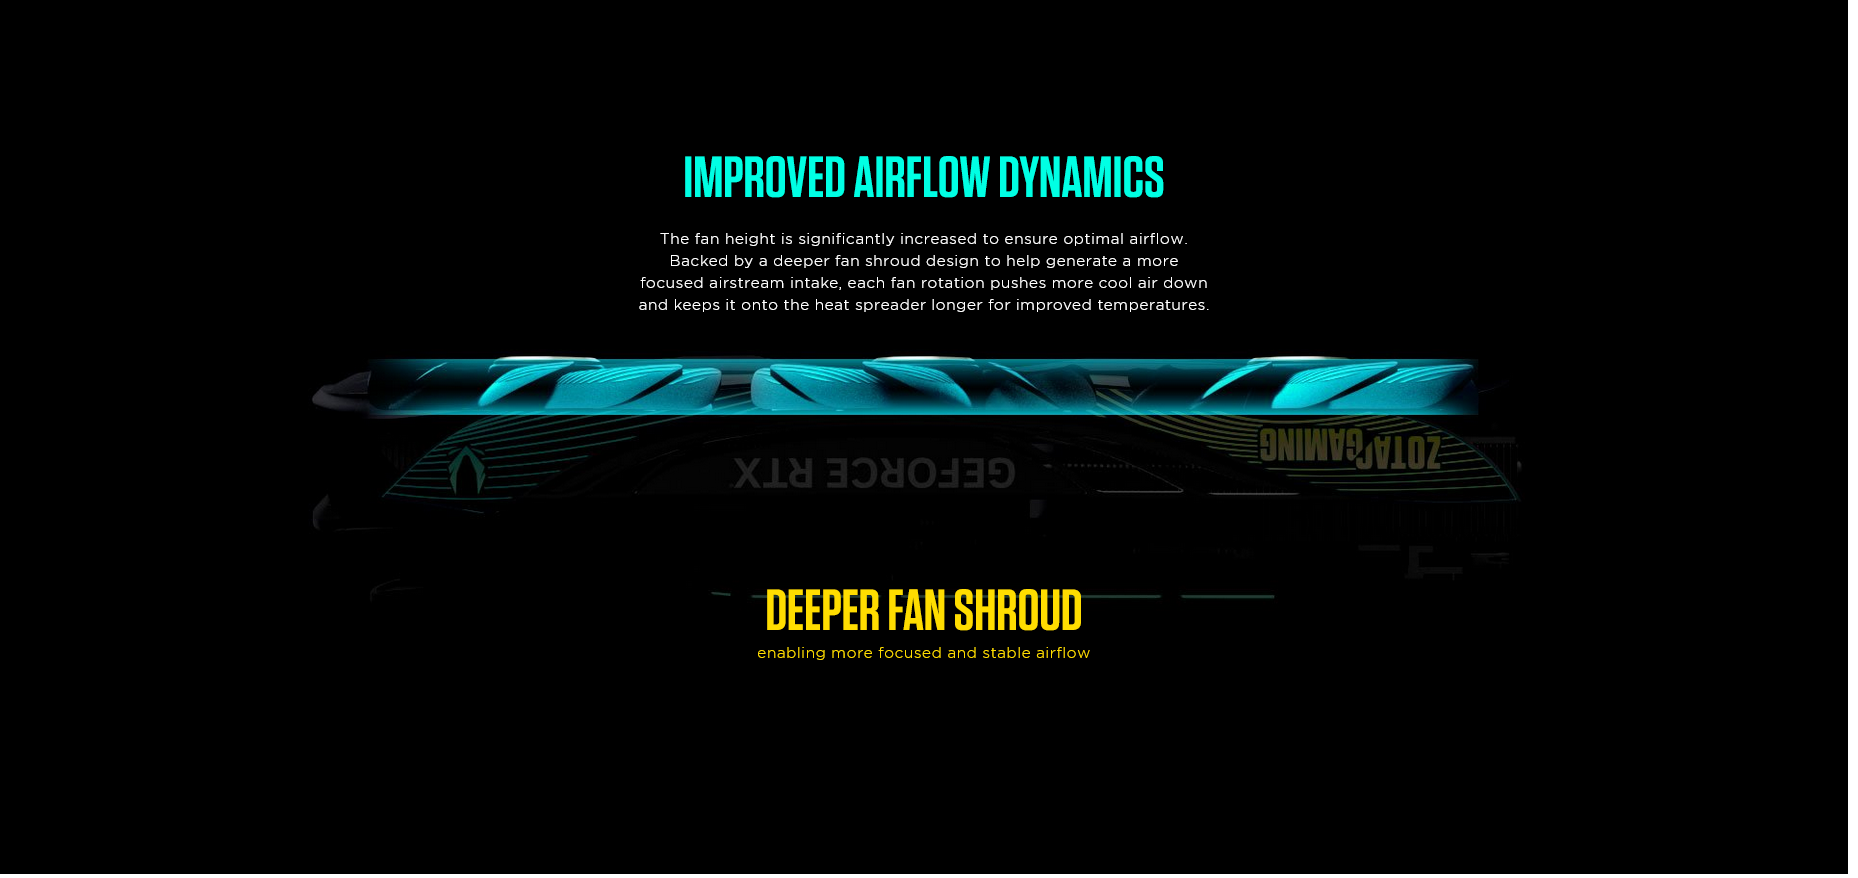 IMPROVED AIRFLOW DYNAMICS
The fan height is significantly increased to ensure optimal airflow.
Backed by a deeper fan shroud design to help generate a more
focused airstream intake, each fan rotation pushes more cool air down
and keeps it onto the heat spreader longer for improved temperatures.
ZOTAC GAMING
GEFORCE RTX
DEEPER FAN SHROUD
enabling more focused and stable airflow